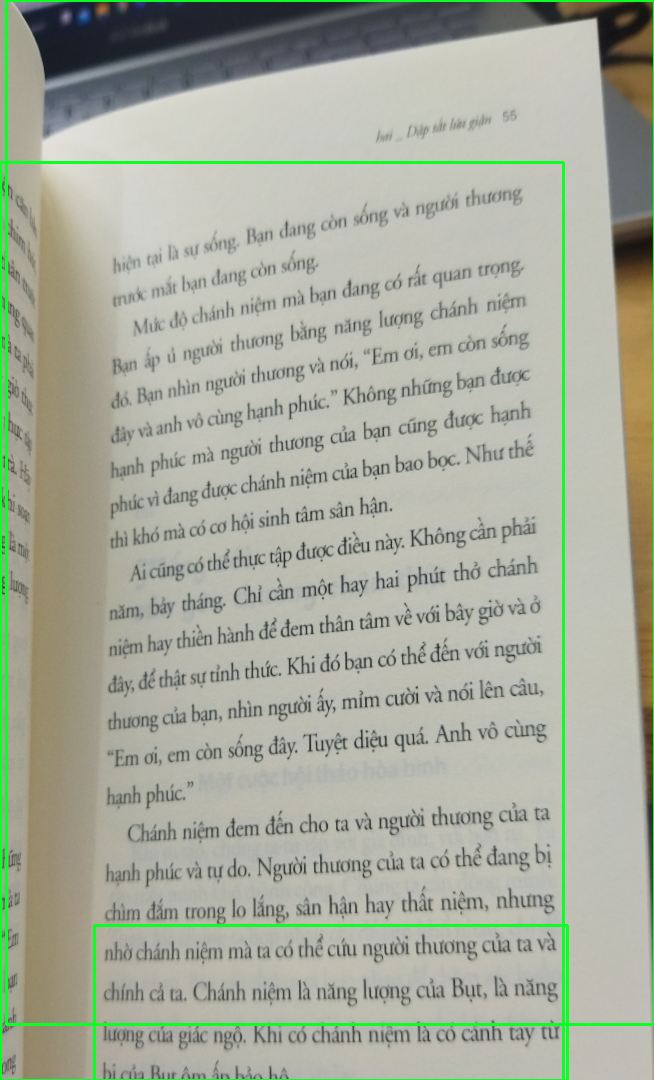 hai _ Dập tắt lửa giận 55
hiện tại là sự sống. Bạn đang còn sống và người thương
trước mắt bạn đang còn sống.
Mức độ chánh niệm mà bạn đang có rất quan trọng.
Bạn ấp ủ người thương bằng năng lượng chánh niệm
đó. Bạn nhìn người thương và nói, “Em ơi, em còn sống
đây và anh vô cùng hạnh phúc.” Không những bạn được
hạnh phúc mà người thương của bạn cũng được hạnh
phúc vì đang được chánh niệm của bạn bao bọc. Như thế
thì khó mà có cơ hội sinh tâm sân hận.
Ai cũng có thể thực tập được điều này. Không cần phải
năm, bảy tháng. Chỉ cần một hay hai phút thở chánh
niệm hay thiền hành để đem thân tâm về với bây giờ và ở
đây, để thật sự tỉnh thức. Khi đó bạn có thể đến với người
thương của bạn, nhìn người ấy, mỉm cười và nói lên câu,
“Em ơi, em còn sống đây. Tuyệt diệu quá. Anh vô cùng
hạnh phúc.”
Chánh niệm đem đến cho ta và người thương của ta
hạnh phúc và tự do. Người thương của ta có thể đang bị
chìm đắm trong lo lắng, sân hận hay thất niệm, nhưng
nhờ chánh niệm mà ta có thể cứu người thương của ta và
chính cả ta. Chánh niệm là năng lượng của Bụt, là năng
lượng của giác ngộ. Khi có chánh niệm là có cánh tay từ
bi của Bụt ôm ấp bảo hộ.